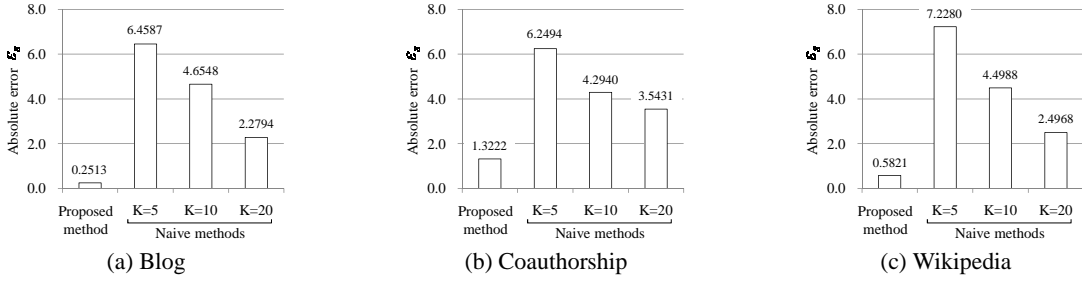 8.0
6.0
4.0
2.0
0.0
Absolute error ℰs
6.4587
4.6548
2.2794
0.2513
Proposed method
K=5 K=10 K=20
Naive methods
(a) Blog
8.0
6.0
4.0
2.0
0.0
Absolute error ℰs
6.2494
4.2940
3.5431
1.3222
Proposed method
K=5 K=10 K=20
Naive methods
(b) Coauthorship
8.0
6.0
4.0
2.0
0.0
Absolute error ℰs
7.2280
4.4988
2.4968
0.5821
Proposed method
K=5 K=10 K=20
Naive methods
(c) Wikipedia